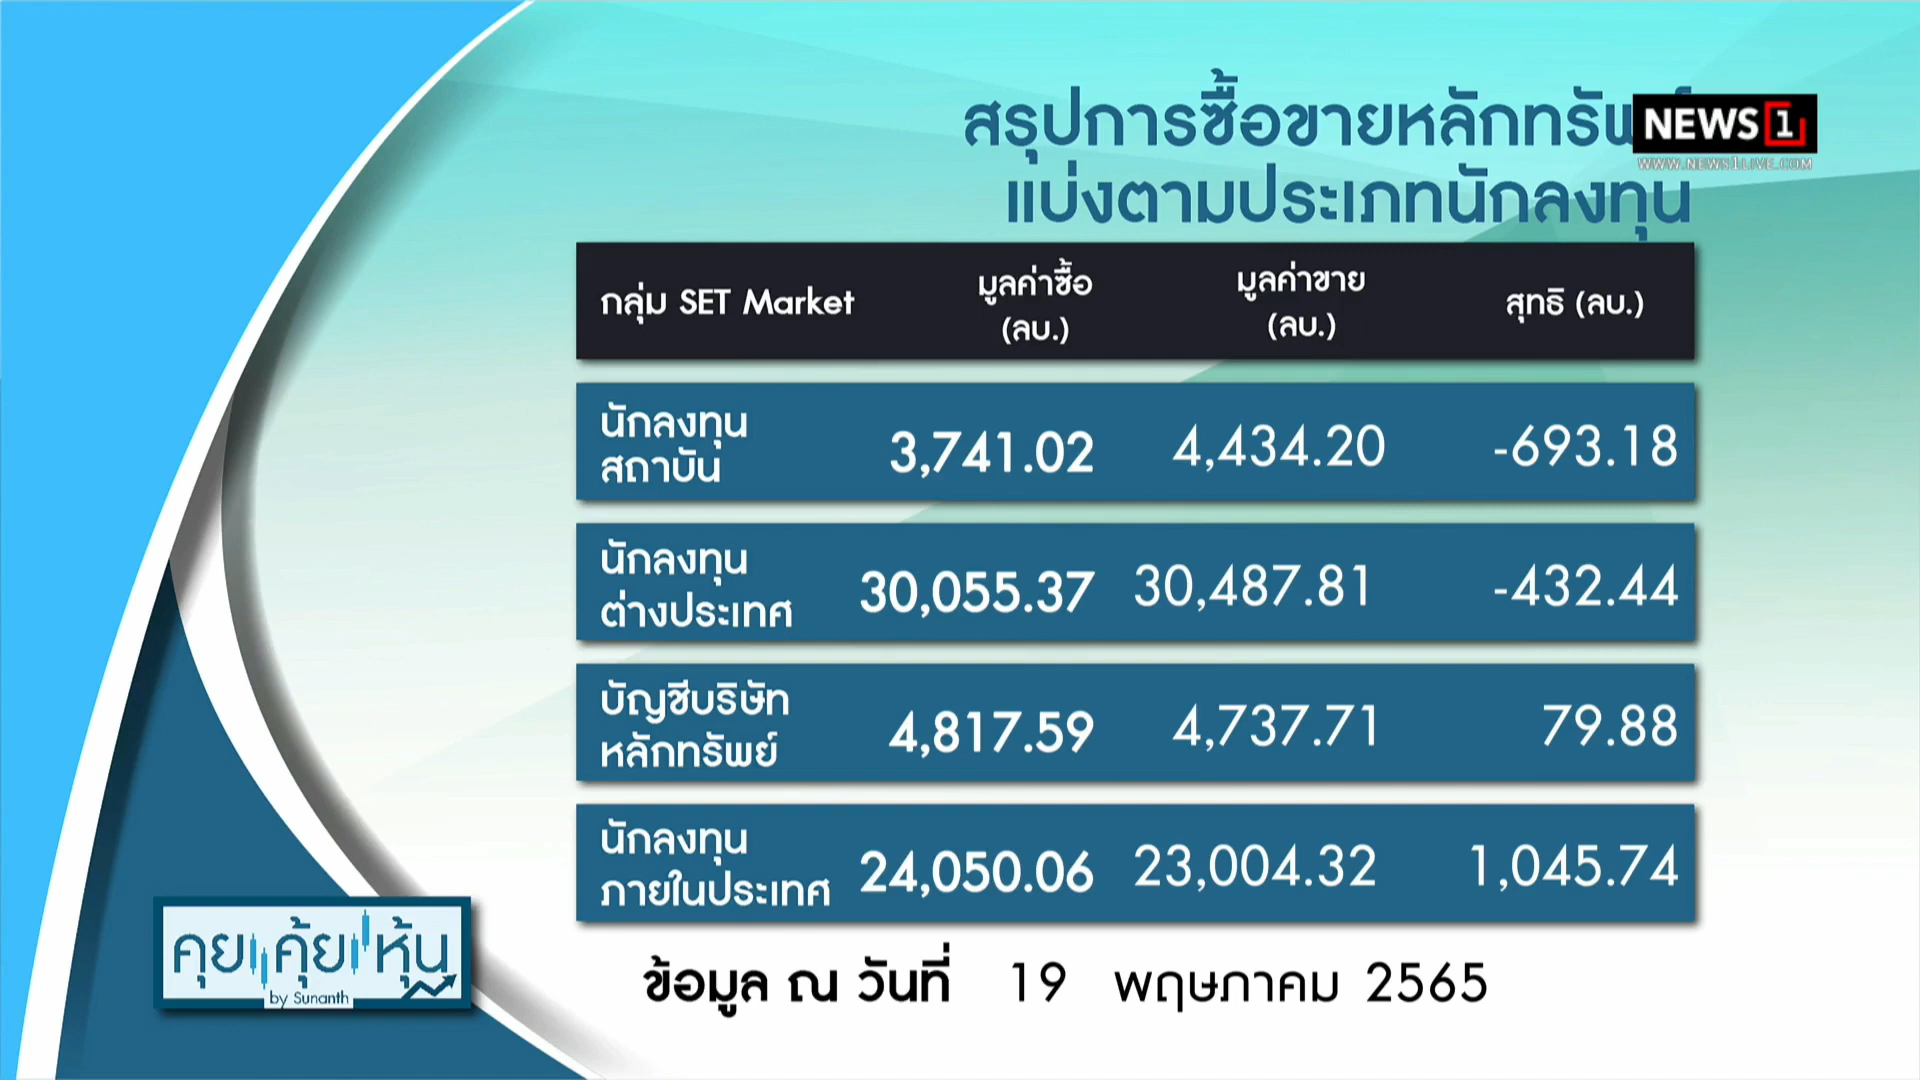 สรุปการซื้อขายหลักทรัพย์
NEWS 1
WWW.NEWS1LIVE.COM
แบ่งตามประเภทนักลงทุน
กลุ่ม SET Market มูลค่าซื้อ (ลบ.) มูลค่าขาย (ลบ.) สุทธิ (ลบ.)
นักลงทุน
สถาบัน 3,741.02 4,434.20 -693.18
นักลงทุน
ต่างประเทศ 30,055.37 30,487.81 -432.44
บัญชีบริษัท
หลักทรัพย์ 4,817.59 4,737.71 79.88
นักลงทุน
ภายในประเทศ 24,050.06 23,004.32 1,045.74
คุย คุ้ย หุ้น
by Sunanth
ข้อมูล ณ วันที่ 19 พฤษภาคม 2565